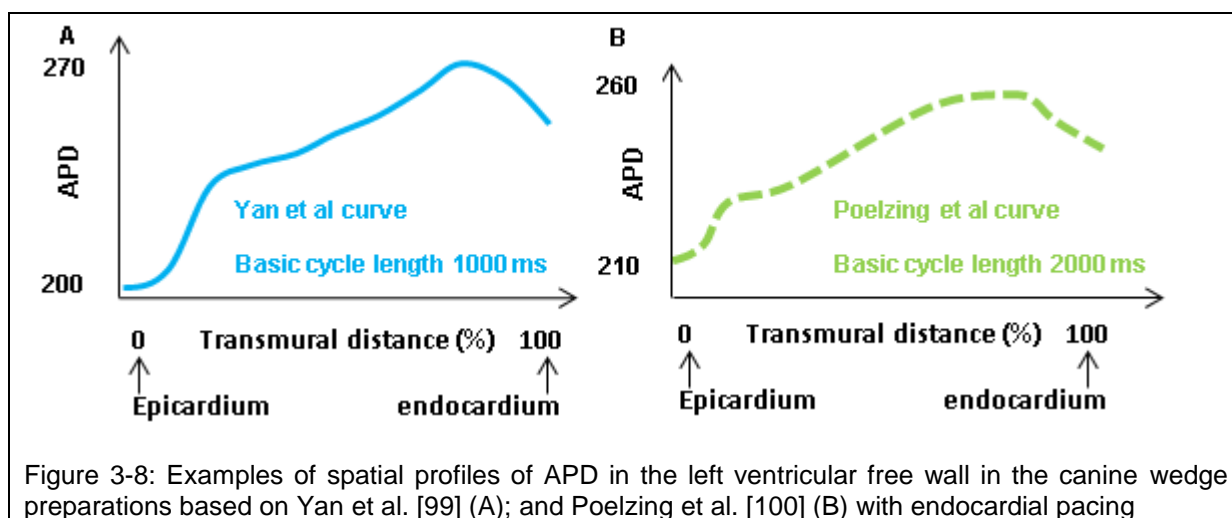 A
270
APD
200
Yan et al curve
Basic cycle length 1000 ms
0 Transmural distance (%) 100
Epicardium endocardium
B
260
APD
210
Poelzing et al curve
Basic cycle length 2000 ms
0 Transmural distance (%) 100
Epicardium endocardium
Figure 3-8: Examples of spatial profiles of APD in the left ventricular free wall in the canine wedge
preparations based on Yan et al. [99] (A); and Poelzing et al. [100] (B) with endocardial pacing